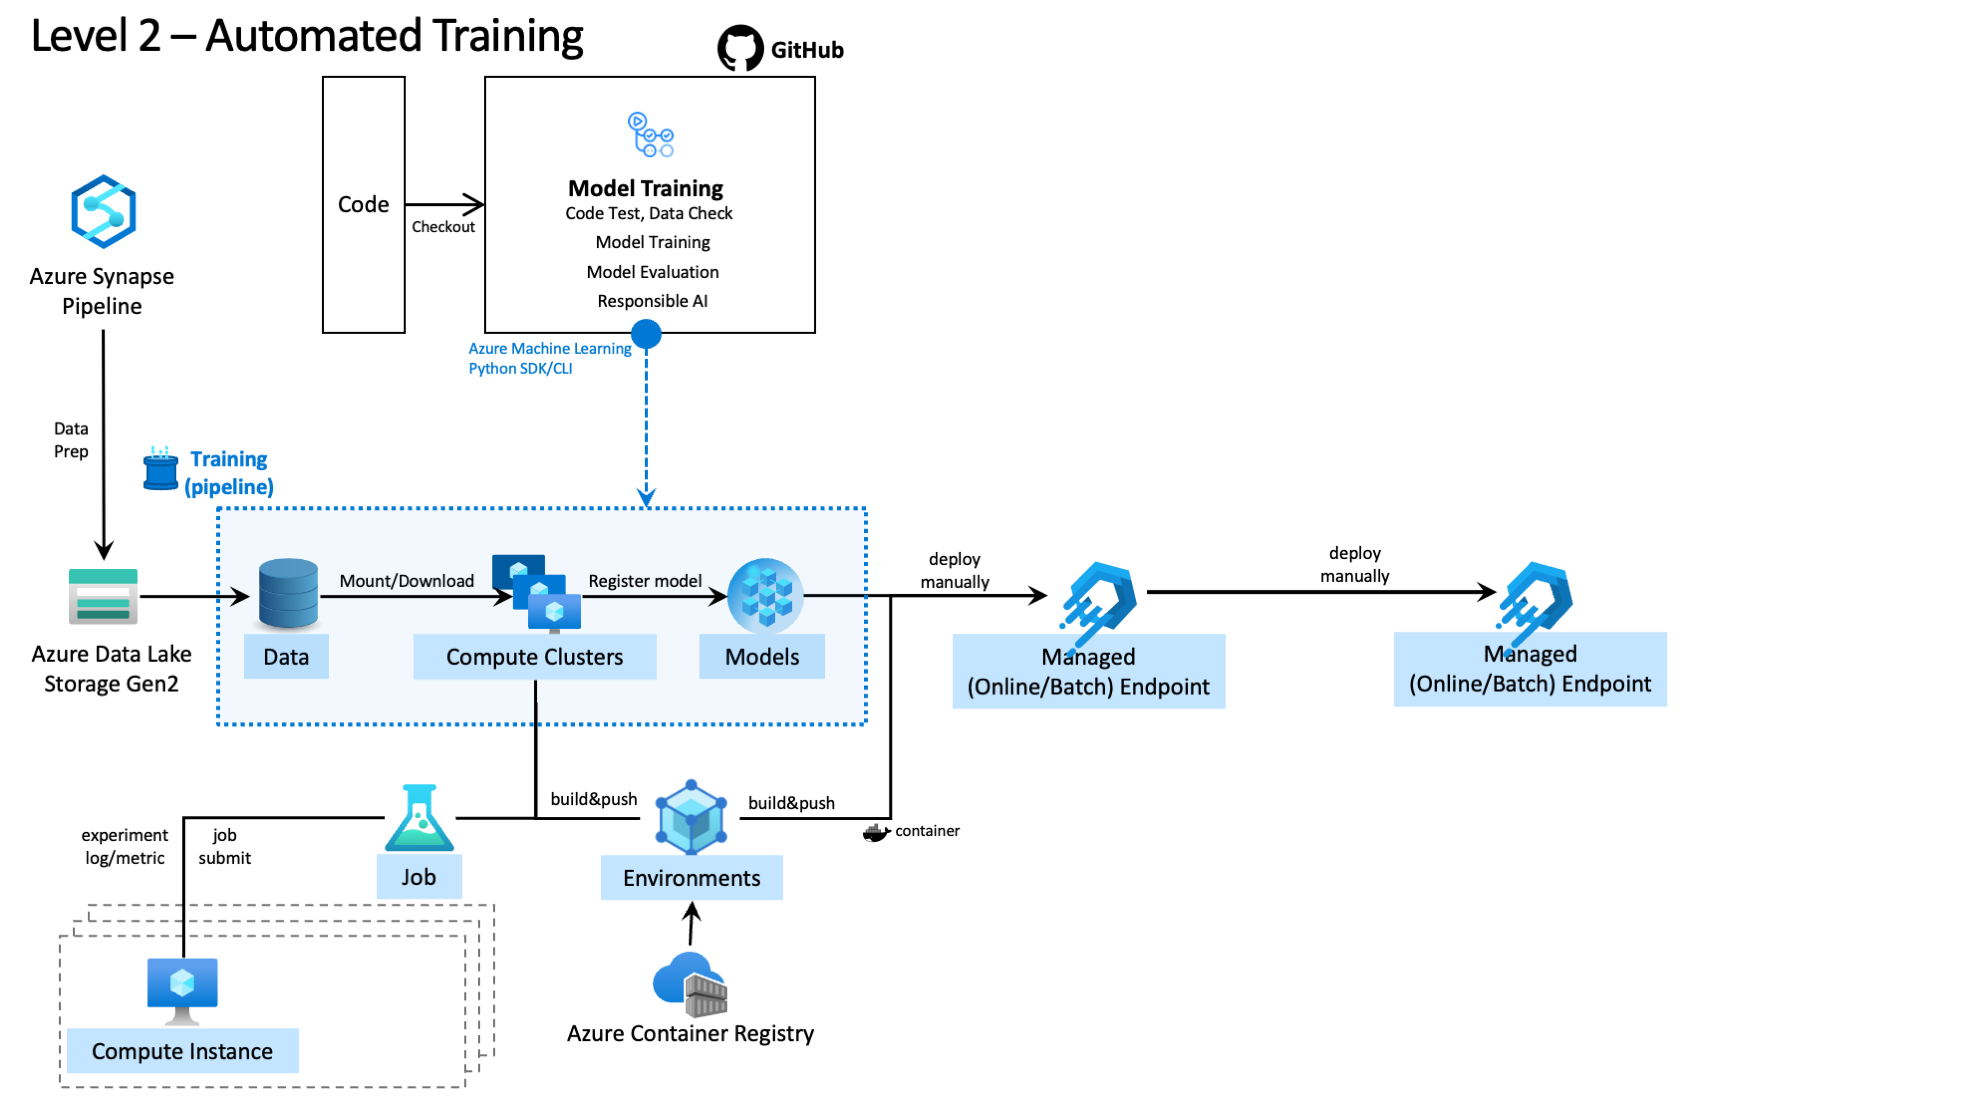 Level 2 – Automated Training
GitHub
Code
Checkout
Model Training
Code Test, Data Check
Model Training
Model Evaluation
Responsible AI
Azure Machine Learning
Python SDK/CLI
Azure Synapse
Pipeline
Data
Prep
Training
(pipeline)
Azure Data Lake
Storage Gen2
Data
Mount/Download
Compute Clusters
Register model
Models
deploy
manually
Managed
(Online/Batch) Endpoint
deploy
manually
Managed
(Online/Batch) Endpoint
experiment
log/metric
job
submit
Job
build&push
Environments
build&push
container
Azure Container Registry
Compute Instance